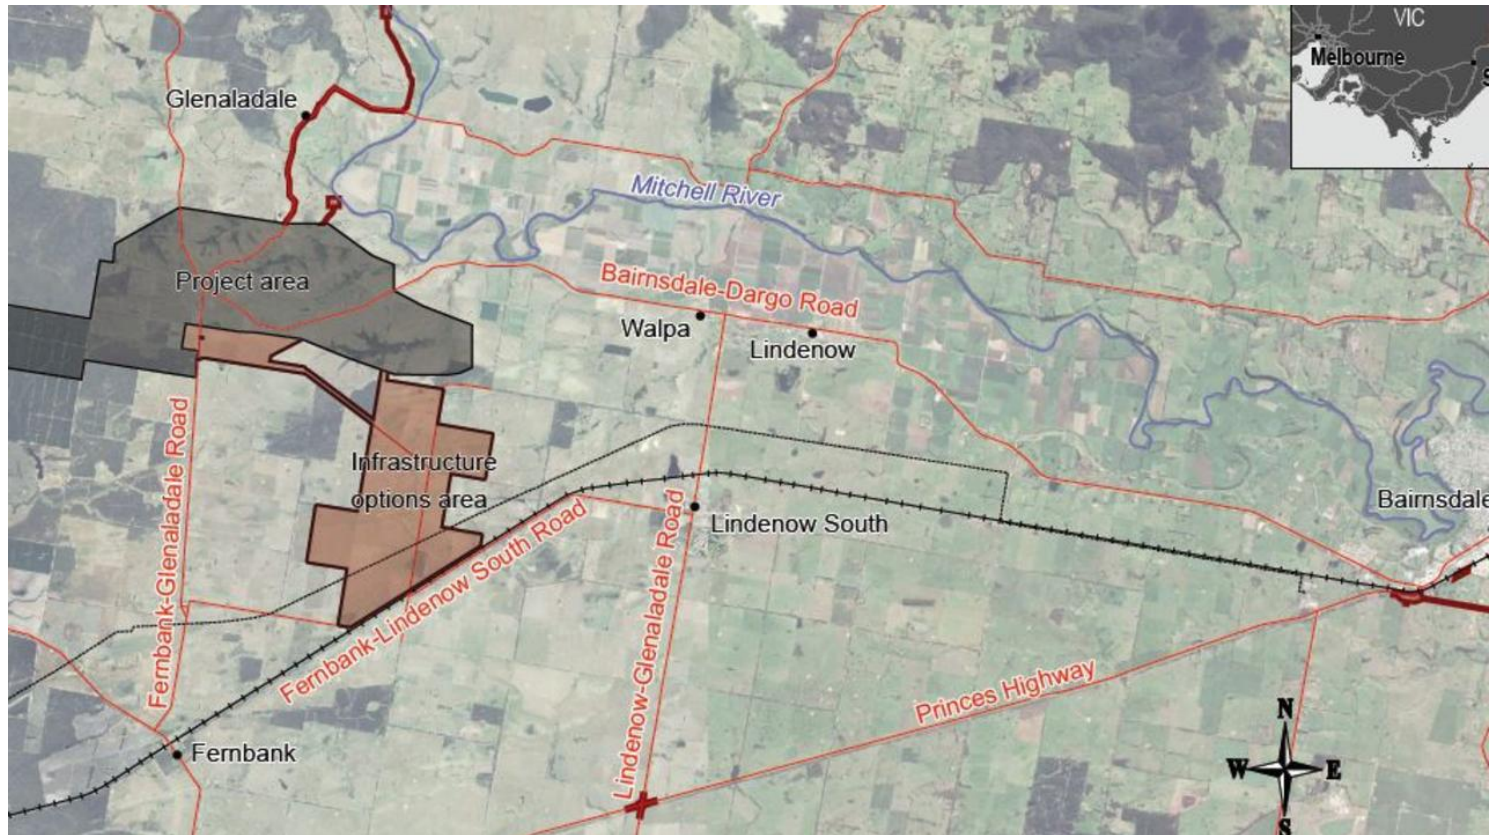 VIC
Melbourne
S
Glenaladale
Mitchell River
Project area
Bairnsdale-Dargo Road
Walpa
Lindenow
Fernbank-Glenaladale Road
Infrastructure
options area
Bairnsdale
Lindenow South
Fernbank-Lindenow South Road
Lindenow-Glenaladale Road
Princes Highway
Fernbank
N
W
E
S